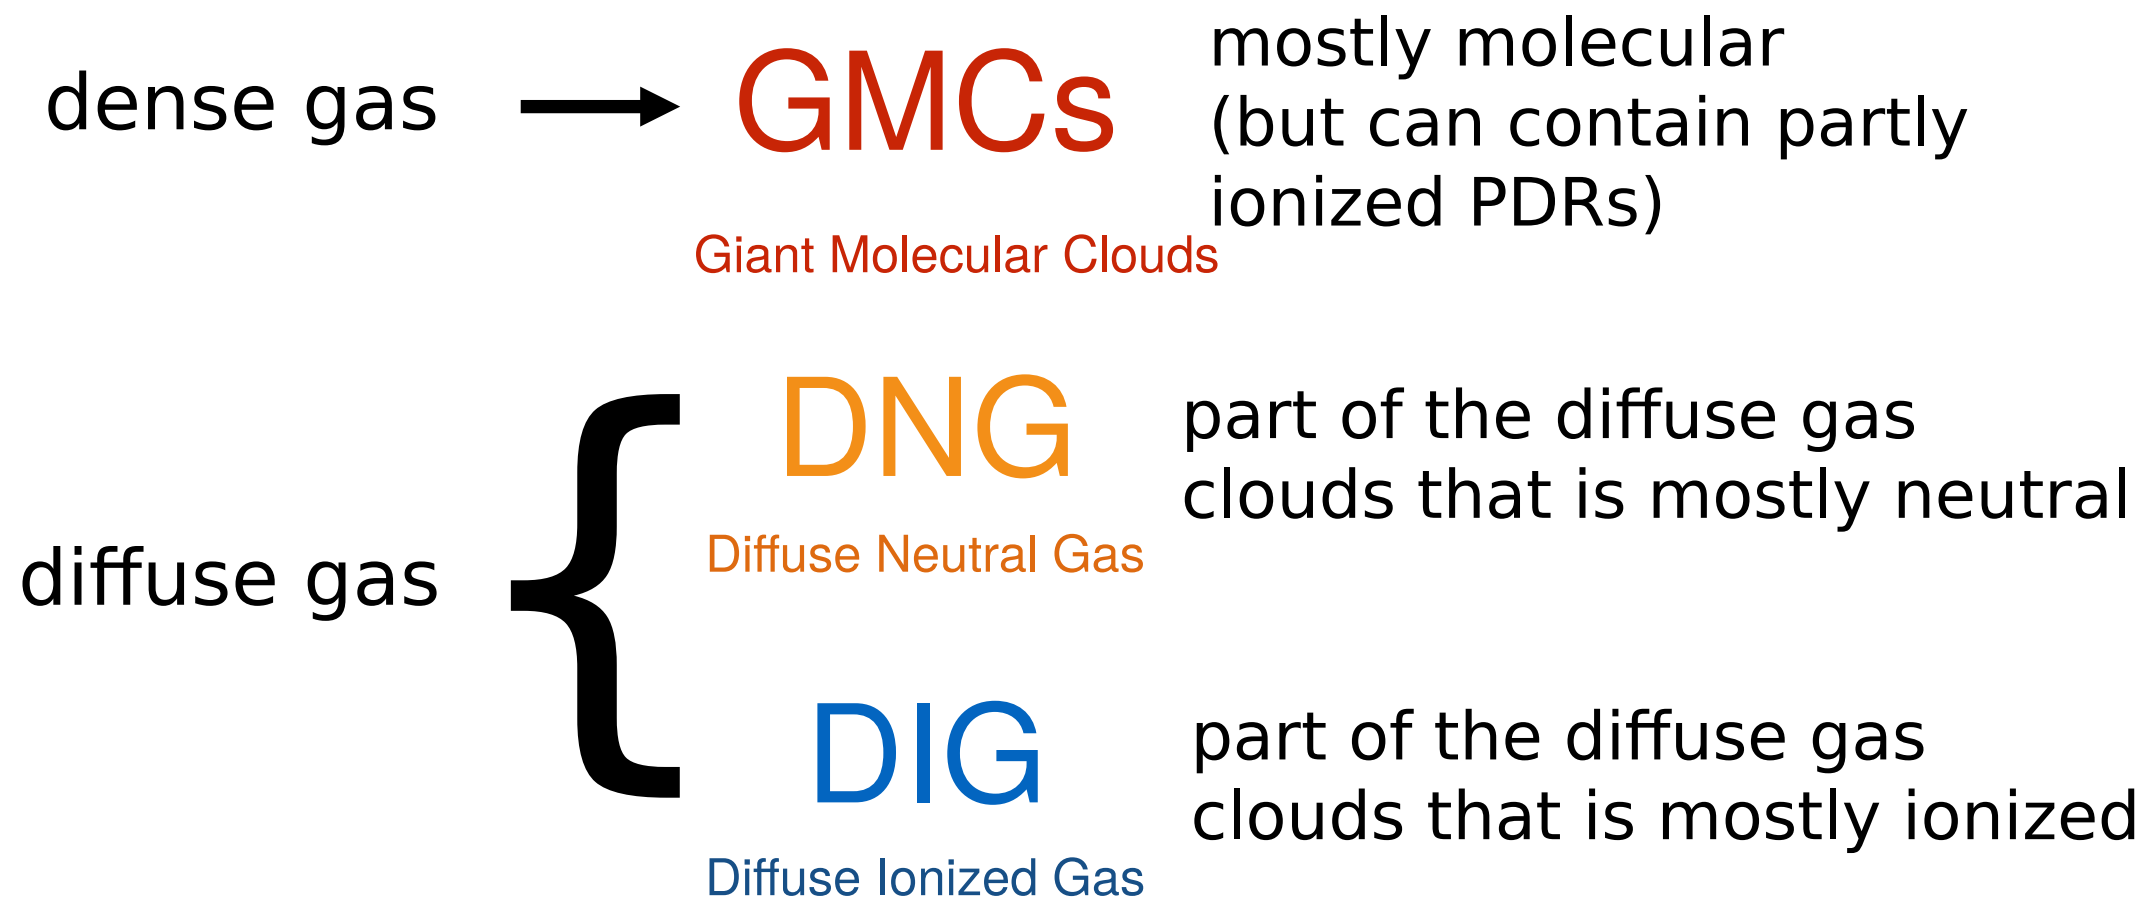 dense gas
GMCs
Giant Molecular Clouds
mostly molecular
(but can contain partly
ionized PDRs)
diffuse gas
DNG
Diffuse Neutral Gas
part of the diffuse gas
clouds that is mostly neutral
DIG
Diffuse Ionized Gas
part of the diffuse gas
clouds that is mostly ionized